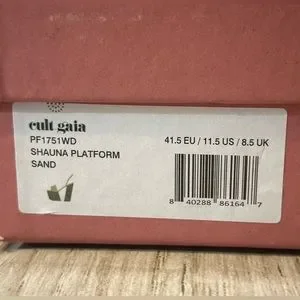 cult gaia
PF1751WD
SHAUNA PLATFORM
SAND
41.5 EU / 11.5 US / 8.5 UK
8 40288 86164 7